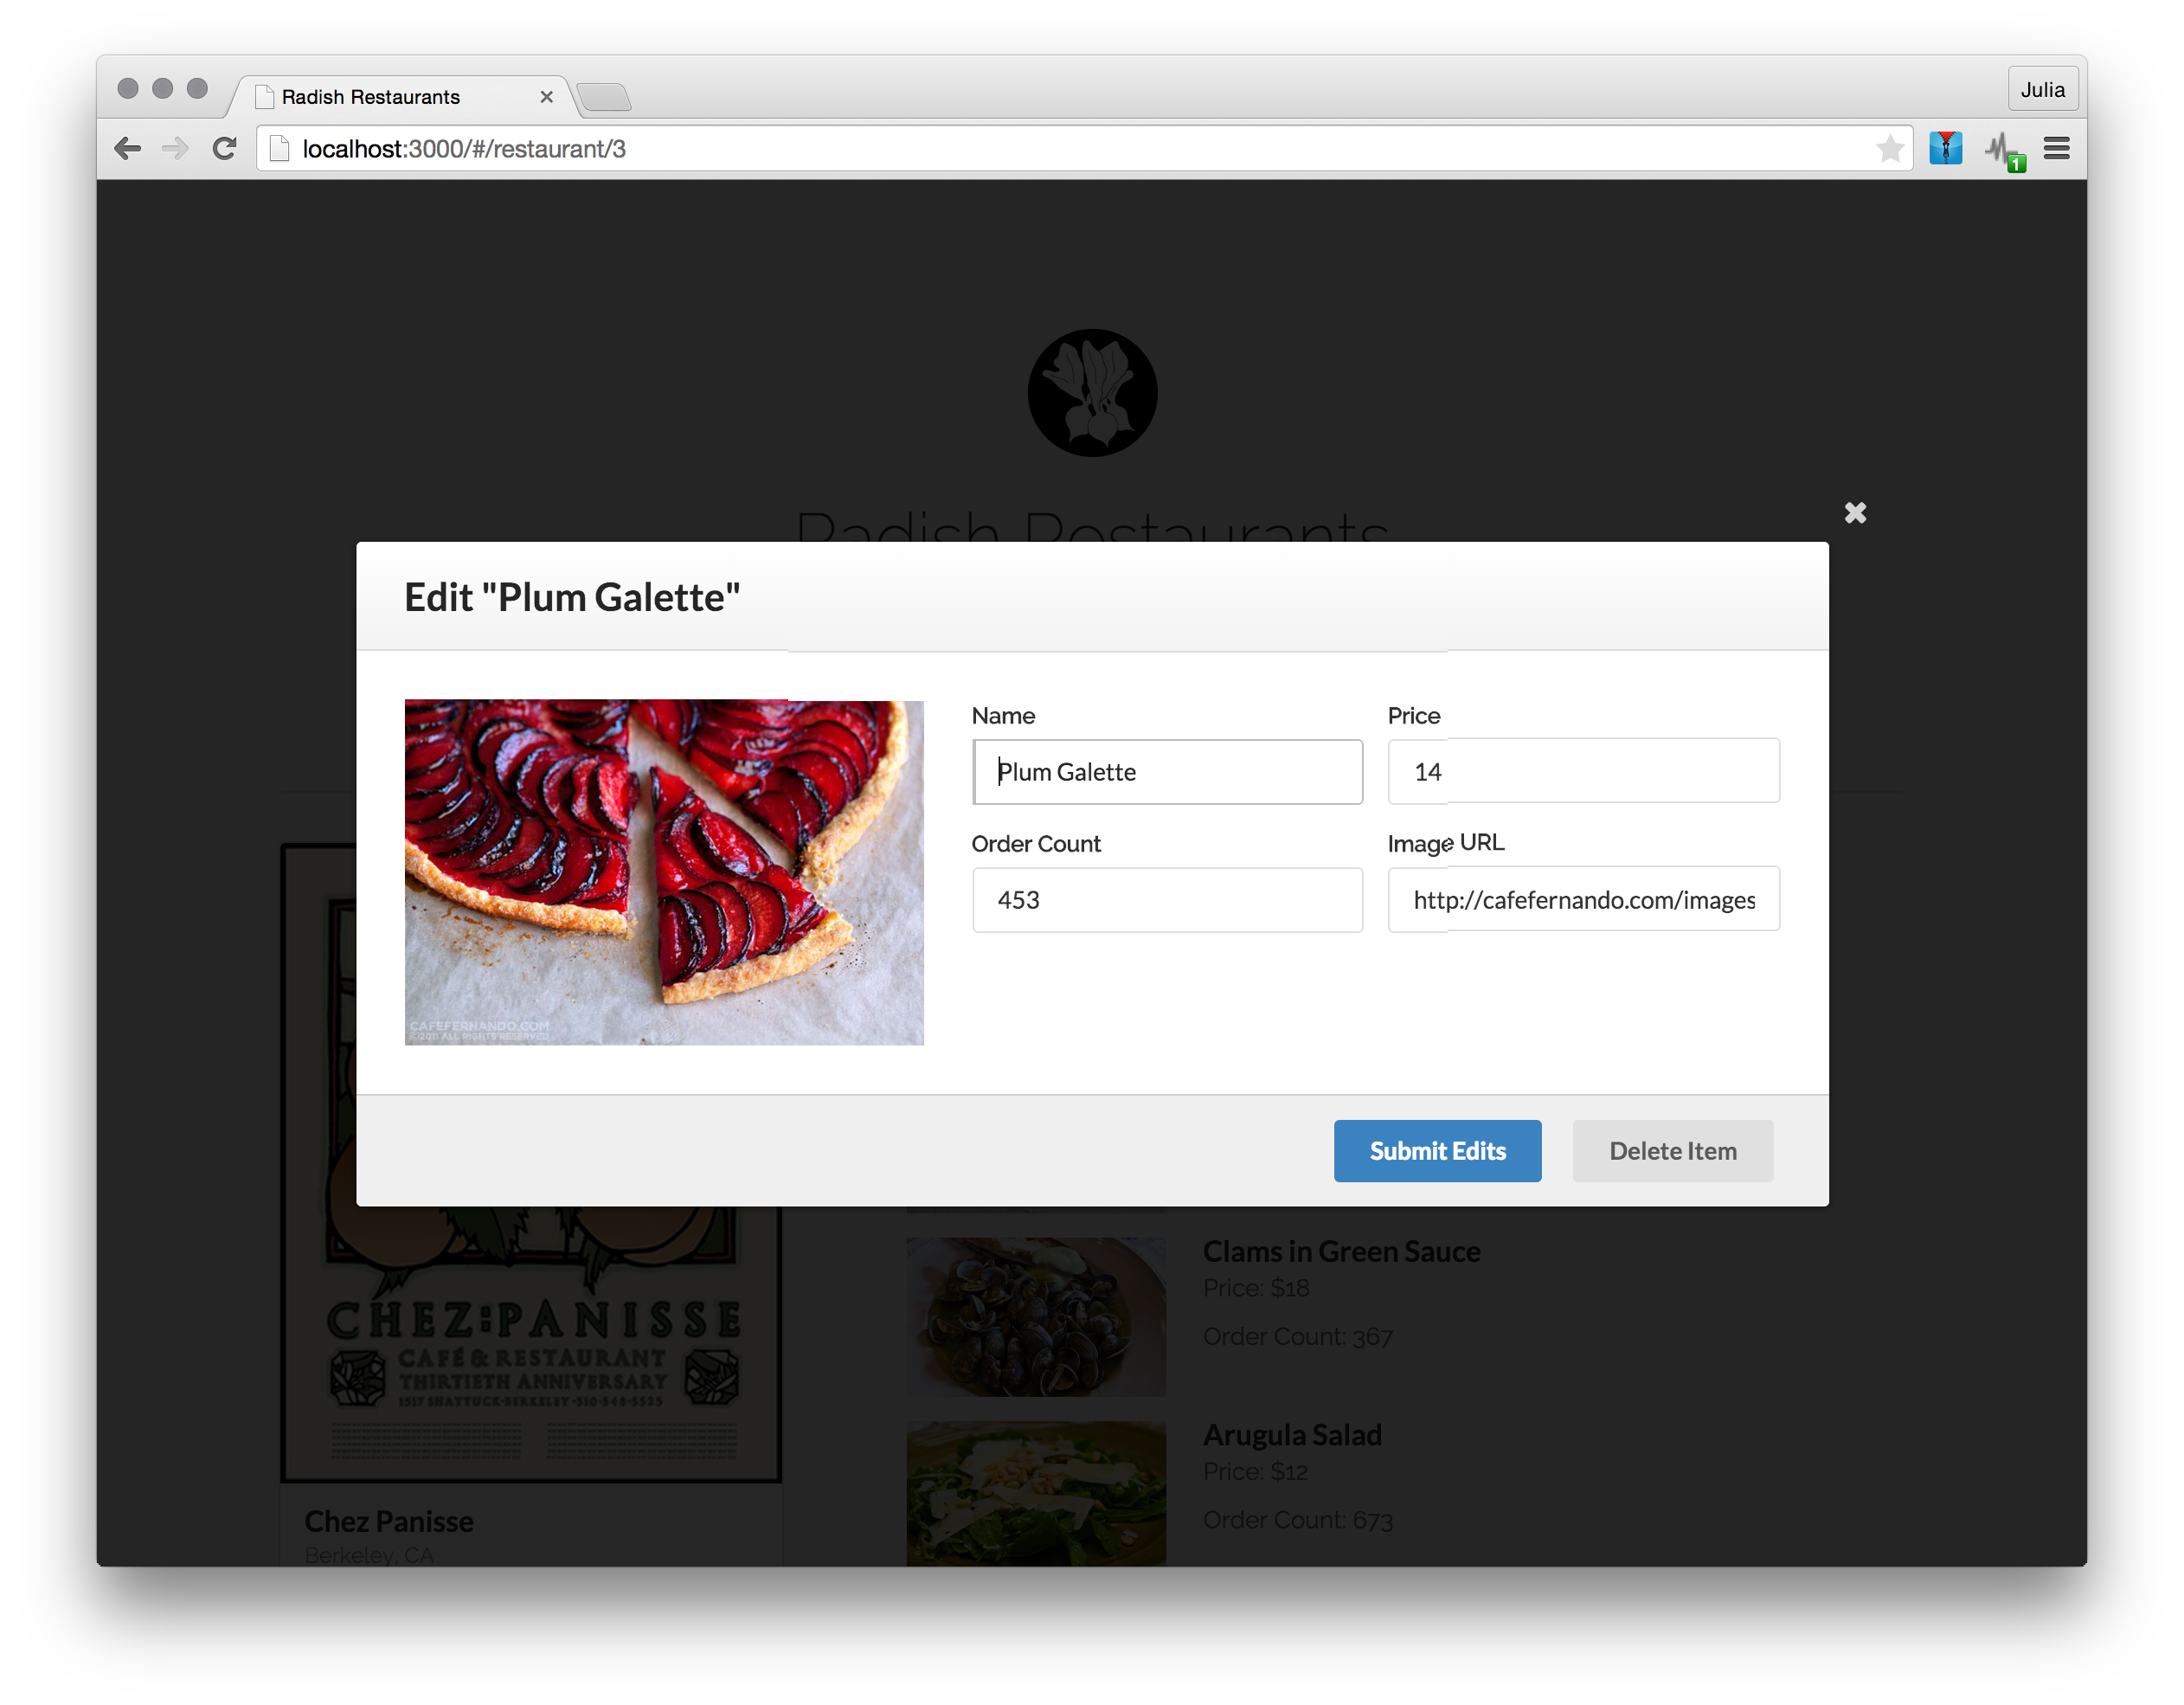 Radish Restaurants
Julia
localhost:3000/#/restaurant/3
1
Radish Restaurants
Edit "Plum Galette"
Name
Price
Plum Galette
14
Order Count
Image URL
453
http://cafefernando.com/images
CAFEFERNANDO.COM
©2011 ALL RIGHTS RESERVED
Submit Edits
Delete Item
CHEZ PANISSE
CAFÉ & RESTAURANT
THIRTIETH ANNIVERSARY
1517 SHATTUCK·BERKELEY·510·548·5525
Chez Panisse
Berkeley, CA
Clams in Green Sauce
Price: $18
Order Count: 367
Arugula Salad
Price: $12
Order Count: 673